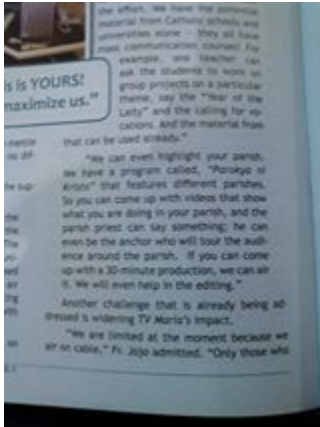 the effort. We have the potential
material from Catholic schools and
universities alone – they all have
mass communication courses! For
example, one teacher can
ask the students to work on
group projects on a particular
theme, say the "Year of the
Laity" and the calling for vo-
cations. And the material from
that can be used already."
s is YOURS!
maximize us."
"We can even highlight your parish.
We have a program called, "Parokya ni
Kristo" that features different parishes.
So you can come up with videos that show
what you are doing in your parish, and the
parish priest can say something; he can
even be the anchor who will tour the audi-
ence around the parish. If you can come
up with a 30-minute production, we can air
it. We will even help in the editing."
Another challenge that is already being ad-
dressed is widening TV Maria's impact.
"We are limited at the moment because we
air on cable," Fr. Jojo admitted. "Only those who